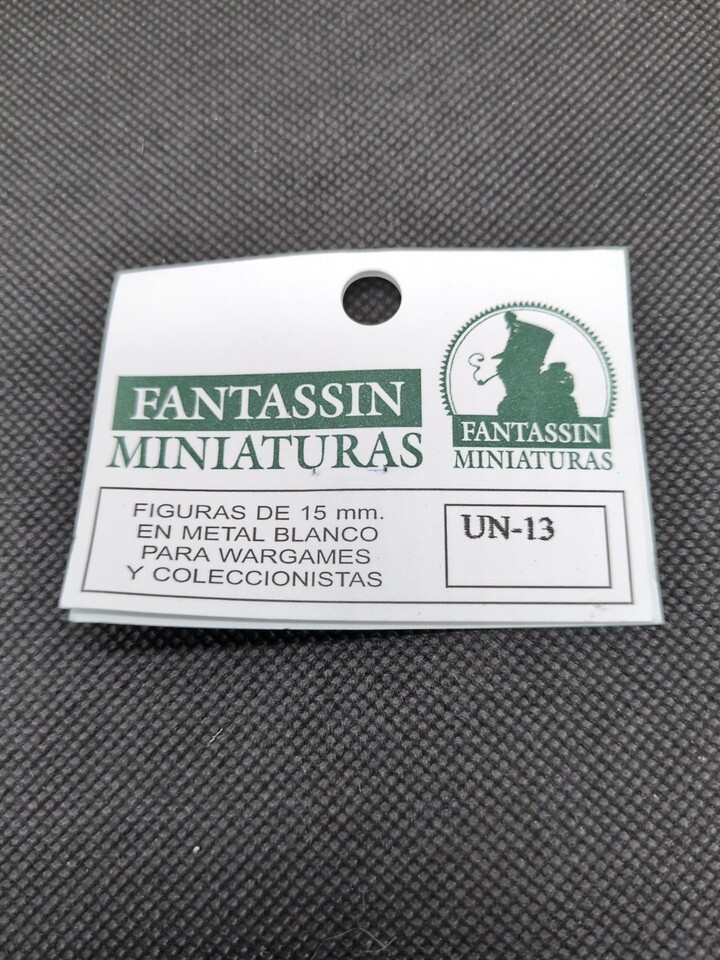 FANTASSIN
MINIATURAS
FANTASSIN
MINIATURAS
FIGURAS DE 15 mm.
EN METAL BLANCO
PARA WARGAMES
Y COLECCIONISTAS
UN-13